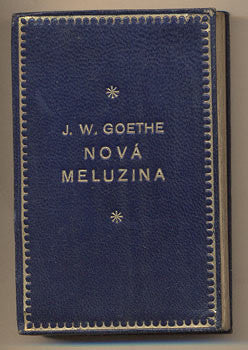 J. W. GOETHE
NOVÁ
MELUZINA